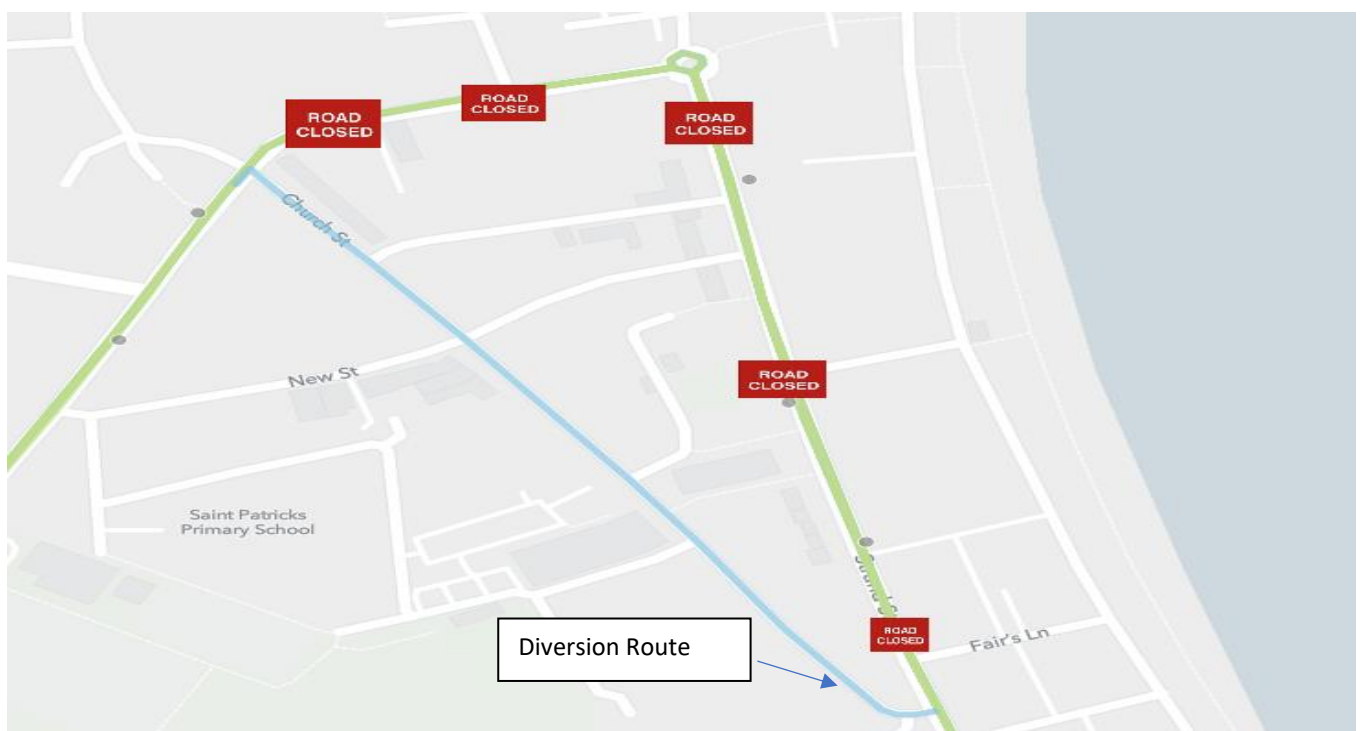 ROAD
CLOSED
ROAD
CLOSED
ROAD
CLOSED
Church St
New St
ROAD
CLOSED
Saint Patricks
Primary School
Strand S
ROAD
CLOSED
Fair's Ln
Diversion Route